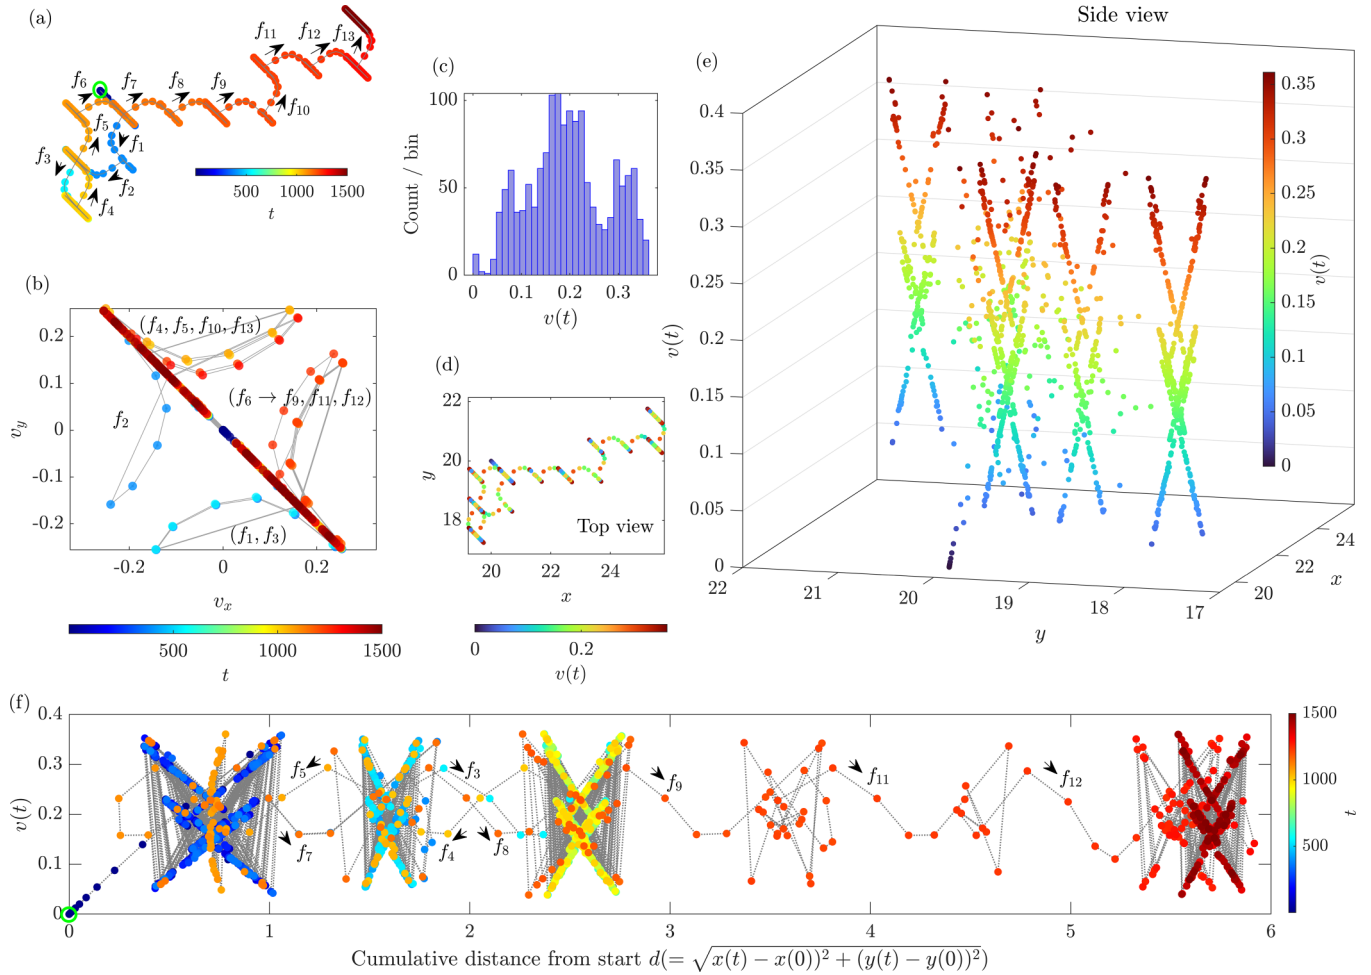 (a)
f₁₁
f₁₂
f₁₃
f₆
f₇
f₈
f₉
f₁₀
f₅
f₁
f₃
f₂
f₄
500 1000 1500
t
(b)
(f₄, f₅, f₁₀, f₁₃)
(f₆ → f₉, f₁₁, f₁₂)
f₂
(f₁, f₃)
0.2
0.1
0
-0.1
-0.2
v_y
-0.2 0 0.2
v_x
500 1000 1500
t
(c)
100
50
0
Count / bin
0 0.1 0.2 0.3
v(t)
(d)
22
20
18
y
Top view
20 22 24
x
0 0.2
v(t)
Side view
(e)
0.4
0.35
0.3
0.25
0.2
0.15
0.1
0.05
0
v(t)
22 21 20 19 18 17
y
20 22 24
x
0.35
0.3
0.25
0.2
0.15
0.1
0.05
0
v(t)
(f)
0.4
0.3
0.2
0.1
0
v(t)
f₅
f₃
f₉
f₁₁
f₁₂
f₇
f₄
f₈
0 1 2 3 4 5 6
Cumulative distance from start d(= √x(t) − x(0))² + (y(t) − y(0))²)
1500
1000
500
t